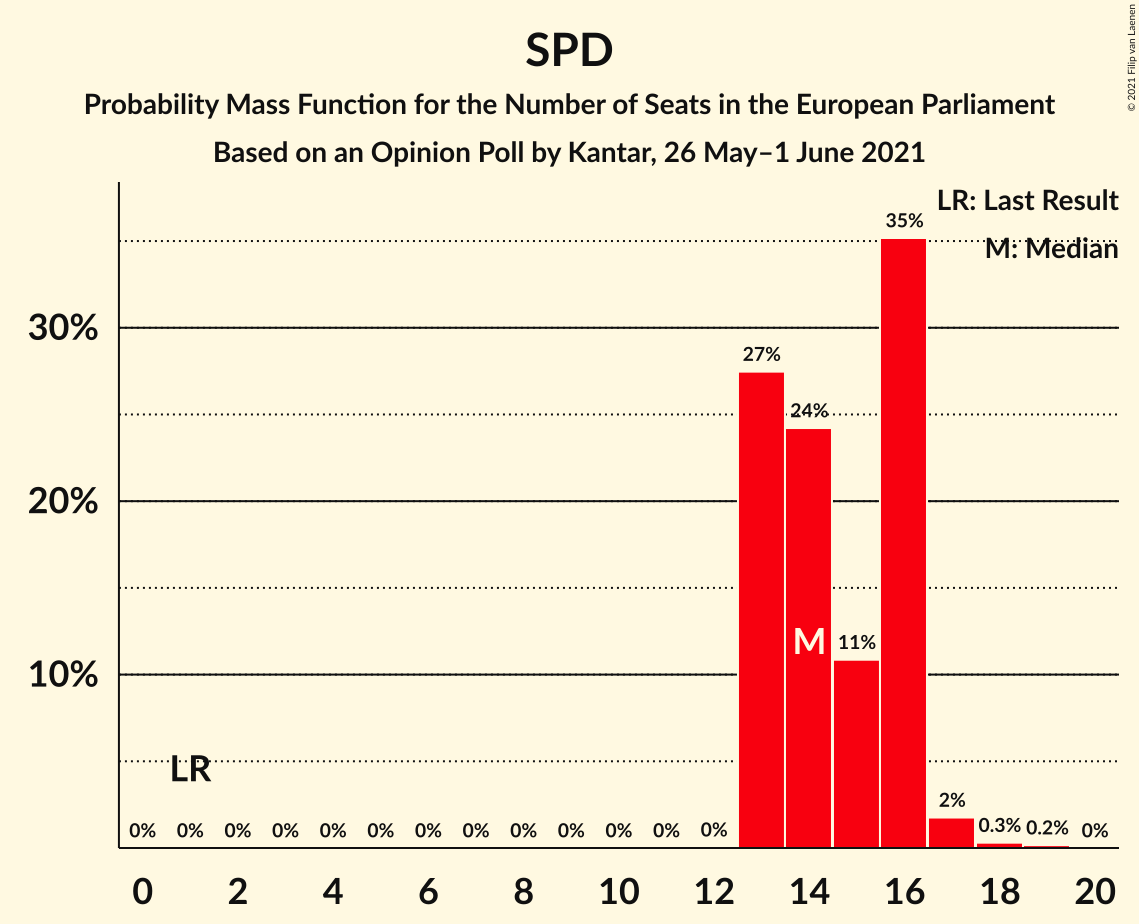 SPD
Probability Mass Function for the Number of Seats in the European Parliament
Based on an Opinion Poll by Kantar, 26 May–1 June 2021
© 2021 Filip van Laenen
LR: Last Result
M: Median
35%
30%
27%
24%
20%
M
11%
10%
LR
0% 0% 0% 0% 0% 0% 0% 0% 0% 0% 0% 0% 0% 2% 0.3% 0.2% 0%
0 2 4 6 8 10 12 14 16 18 20